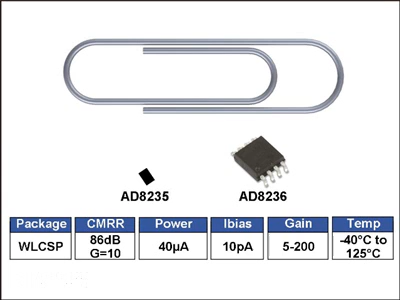 AD8235
AD8236
Package CMRR Power Ibias Gain Temp
WLCSP 86dB G=10 40µA 10pA 5-200 -40°C to 125°C